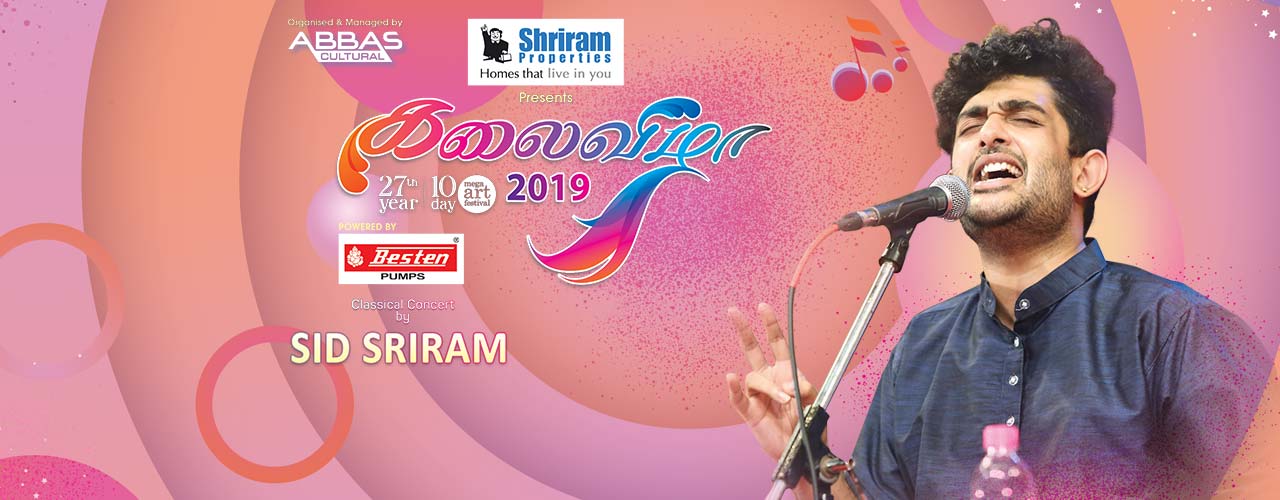 Organised & Managed by
ABBAS
CULTURAL
Shriram
Properties
Homes that live in you
Presents
கலைவிழா
27th year 10 day mega art festival 2019
POWERED BY
Besten ®
PUMPS
Classical Concert
by
SID SRIRAM